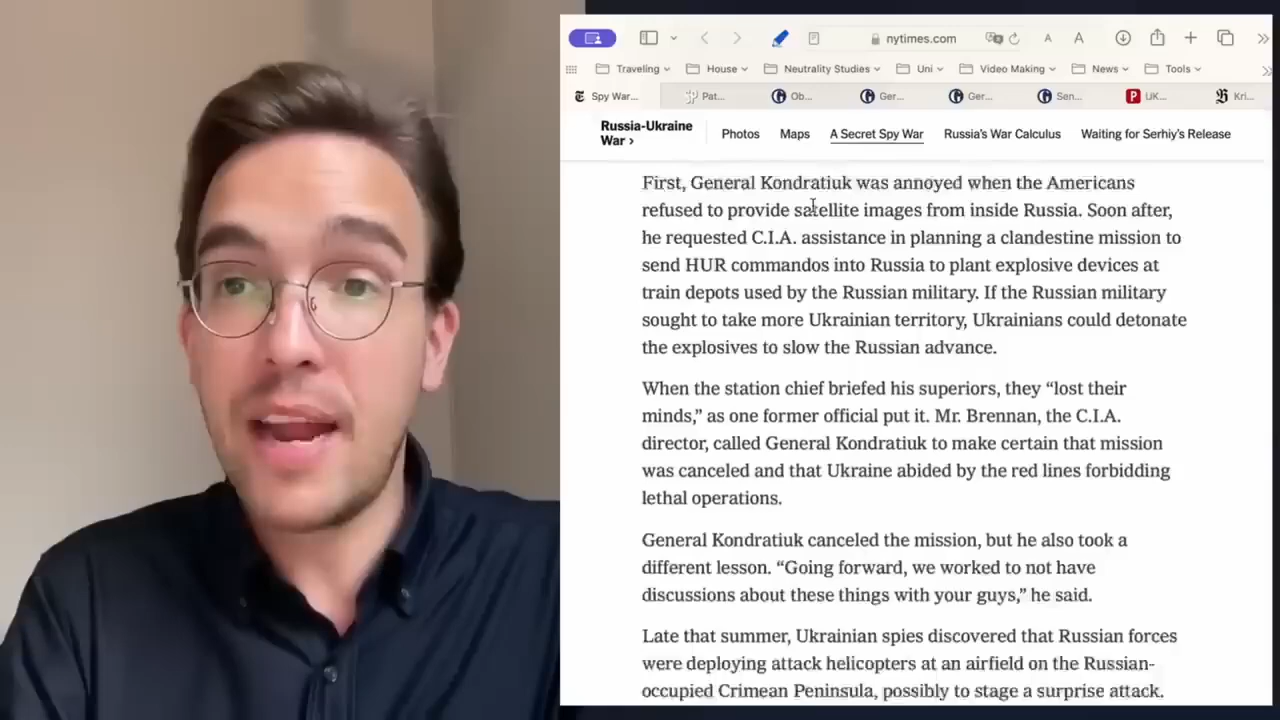 nytimes.com
A A
Traveling House Neutrality Studies Uni Video Making News Tools
Spy War... Pat... Ob... Ger... Ger... Sen... UK... Kri...
Russia-Ukraine
War ›
Photos Maps A Secret Spy War Russia's War Calculus Waiting for Serhiy's Release
First, General Kondratiuk was annoyed when the Americans
refused to provide satellite images from inside Russia. Soon after,
he requested C.I.A. assistance in planning a clandestine mission to
send HUR commandos into Russia to plant explosive devices at
train depots used by the Russian military. If the Russian military
sought to take more Ukrainian territory, Ukrainians could detonate
the explosives to slow the Russian advance.
When the station chief briefed his superiors, they “lost their
minds,” as one former official put it. Mr. Brennan, the C.I.A.
director, called General Kondratiuk to make certain that mission
was canceled and that Ukraine abided by the red lines forbidding
lethal operations.
General Kondratiuk canceled the mission, but he also took a
different lesson. “Going forward, we worked to not have
discussions about these things with your guys,” he said.
Late that summer, Ukrainian spies discovered that Russian forces
were deploying attack helicopters at an airfield on the Russian-
occupied Crimean Peninsula, possibly to stage a surprise attack.